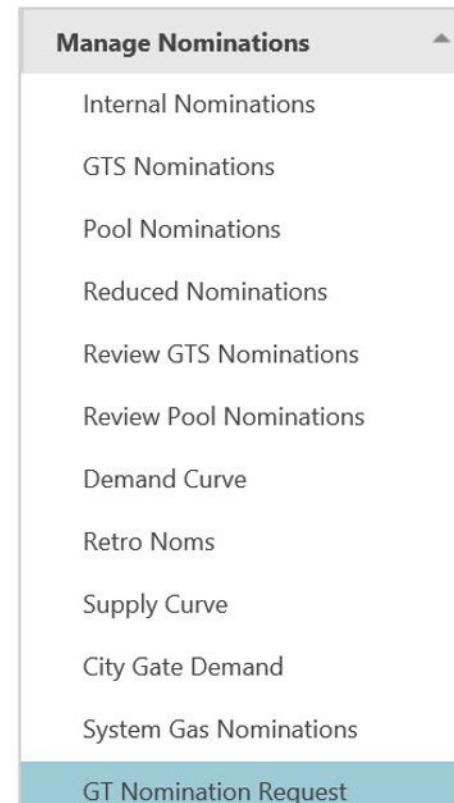 Manage Nominations
Internal Nominations
GTS Nominations
Pool Nominations
Reduced Nominations
Review GTS Nominations
Review Pool Nominations
Demand Curve
Retro Noms
Supply Curve
City Gate Demand
System Gas Nominations
GT Nomination Request